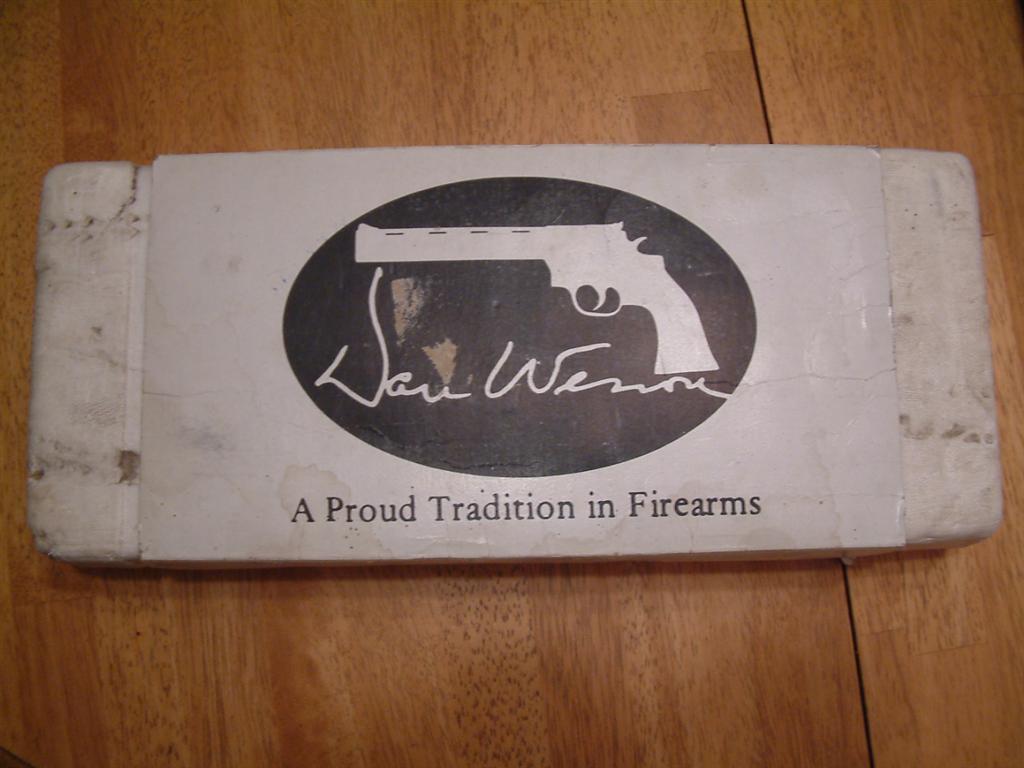 Dan Wesson
A Proud Tradition in Firearms